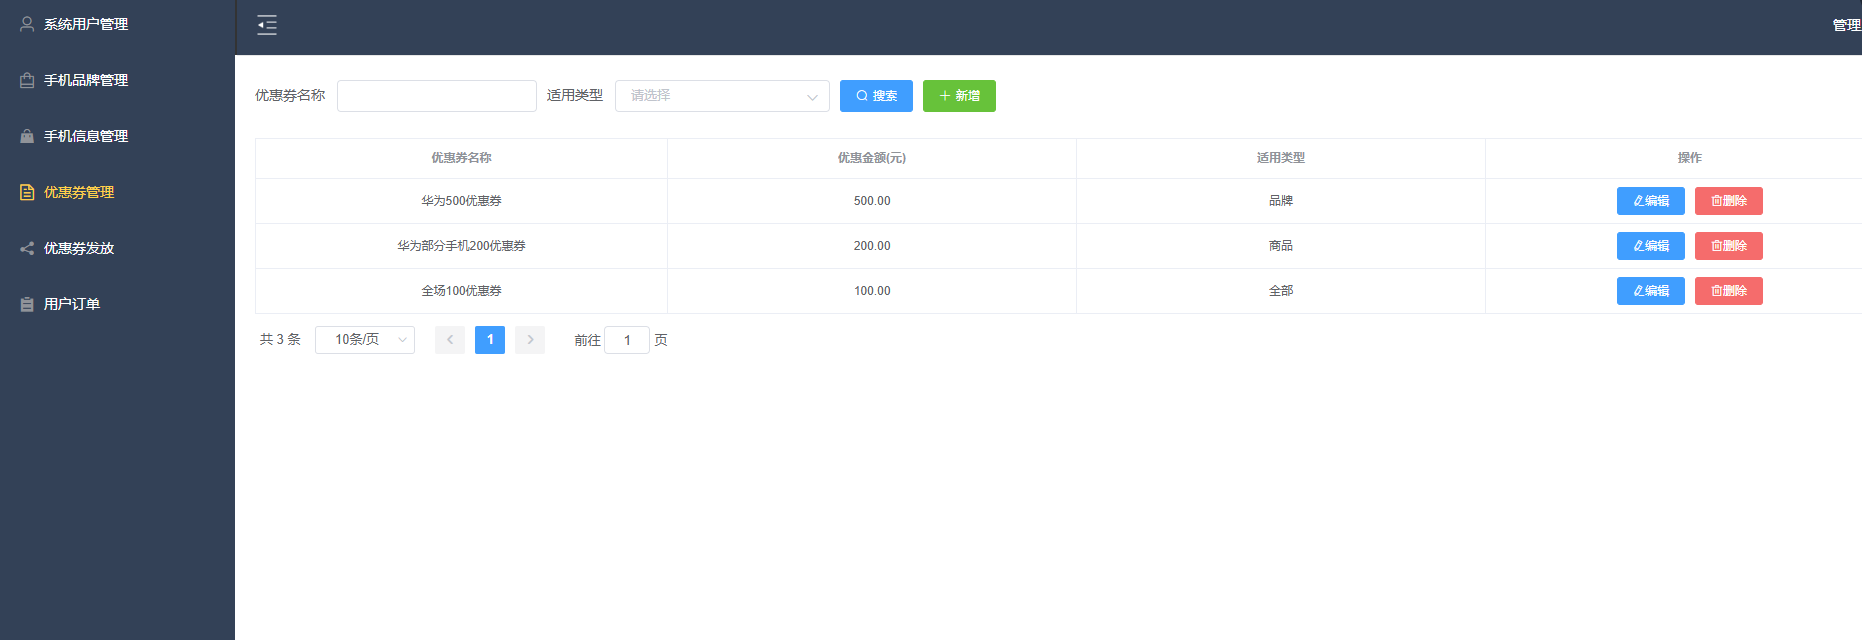 系统用户管理
手机品牌管理
手机信息管理
优惠券管理
优惠券发放
用户订单
管理
优惠券名称 适用类型 请选择 搜索 新增
优惠券名称 优惠金额(元) 适用类型 操作
华为500优惠券 500.00 品牌 编辑 删除
华为部分手机200优惠券 200.00 商品 编辑 删除
全场100优惠券 100.00 全部 编辑 删除
共 3 条 10条/页 1 前往 1 页